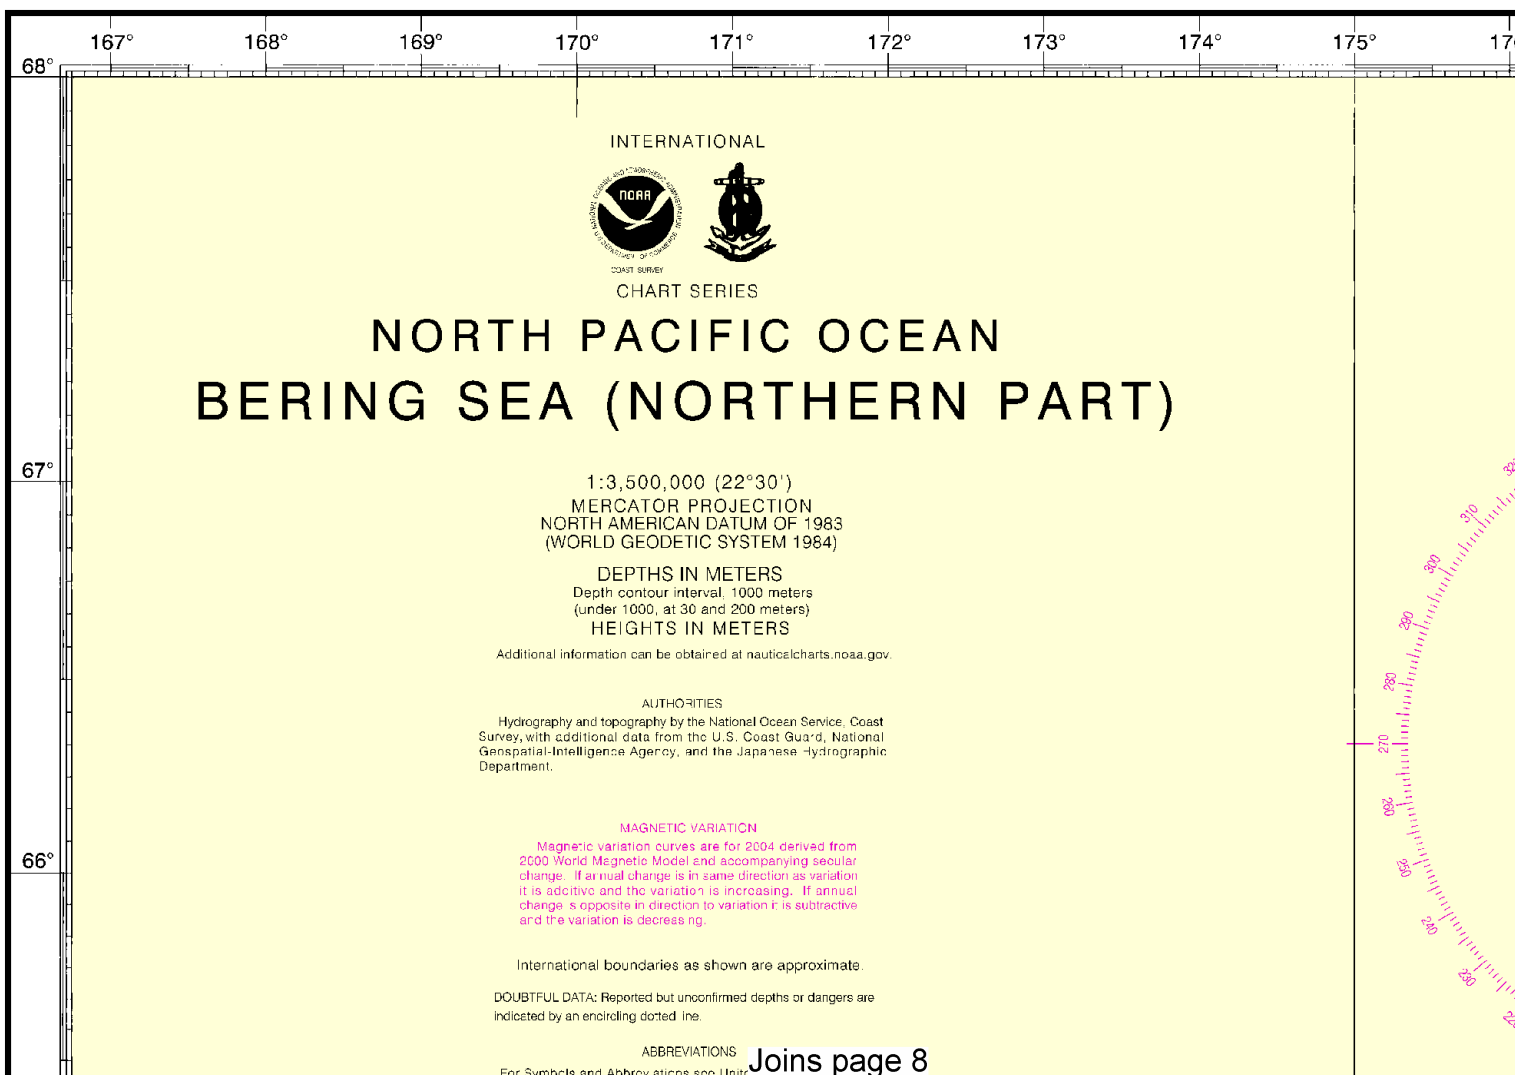 167° 168° 169° 170° 171° 172° 173° 174° 175°
68°
INTERNATIONAL
NOAA
COAST SURVEY
CHART SERIES
NORTH PACIFIC OCEAN
BERING SEA (NORTHERN PART)
67°
1:3,500,000 (22°30')
MERCATOR PROJECTION
NORTH AMERICAN DATUM OF 1983
(WORLD GEODETIC SYSTEM 1984)
DEPTHS IN METERS
Depth contour interval, 1000 meters
(under 1000, at 30 and 200 meters)
HEIGHTS IN METERS
Additional information can be obtained at nauticalcharts.noaa.gov.
AUTHORITIES
Hydrography and topography by the National Ocean Service, Coast
Survey, with additional data from the U.S. Coast Guard, National
Geospatial-Intelligence Agency, and the Japanese Hydrographic
Department.
MAGNETIC VARIATION
Magnetic variation curves are for 2004 derived from
2000 World Magnetic Model and accompanying secular
change. If annual change is in same direction as variation
it is additive and the variation is increasing. If annual
change is opposite in direction to variation it is subtractive
and the variation is decreasing.
66°
International boundaries as shown are approximate.
DOUBTFUL DATA: Reported but unconfirmed depths or dangers are
indicated by an encircling dotted line.
ABBREVIATIONS
For Symbols and Abbreviations see
Joins page 8
310
300
290
280
270
260
250
240
230